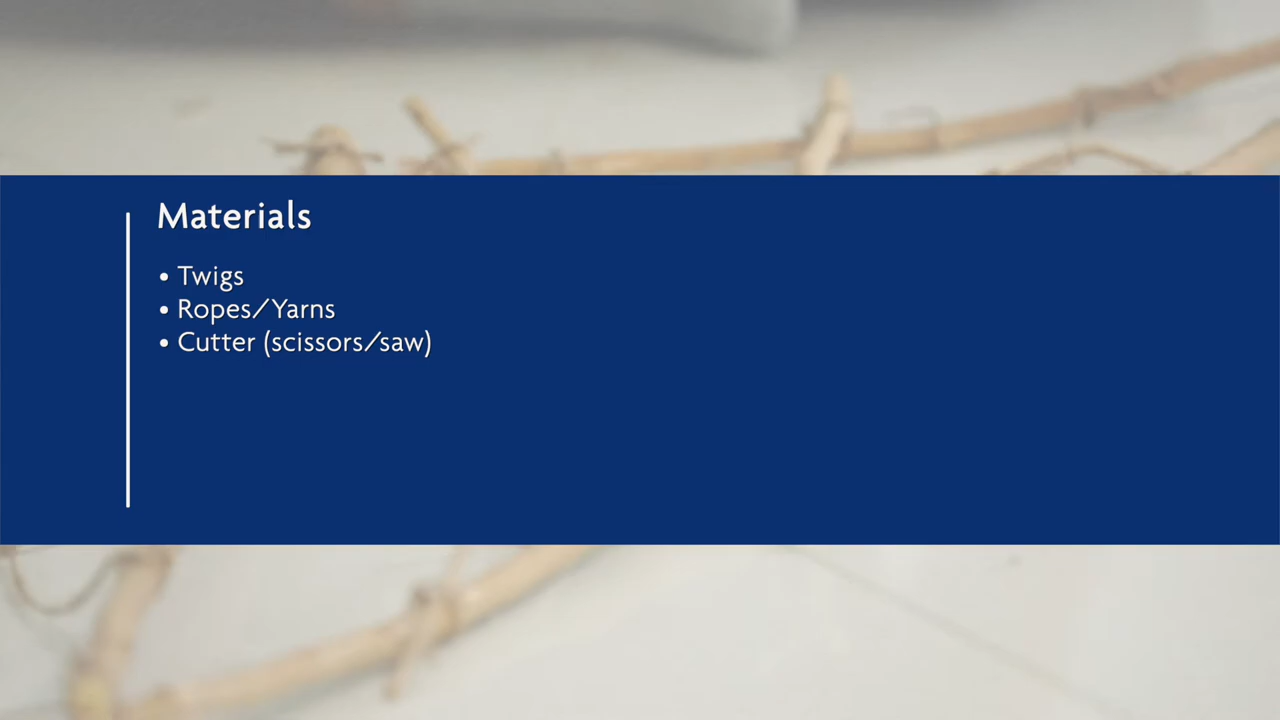 Materials
• Twigs
• Ropes/Yarns
• Cutter (scissors/saw)